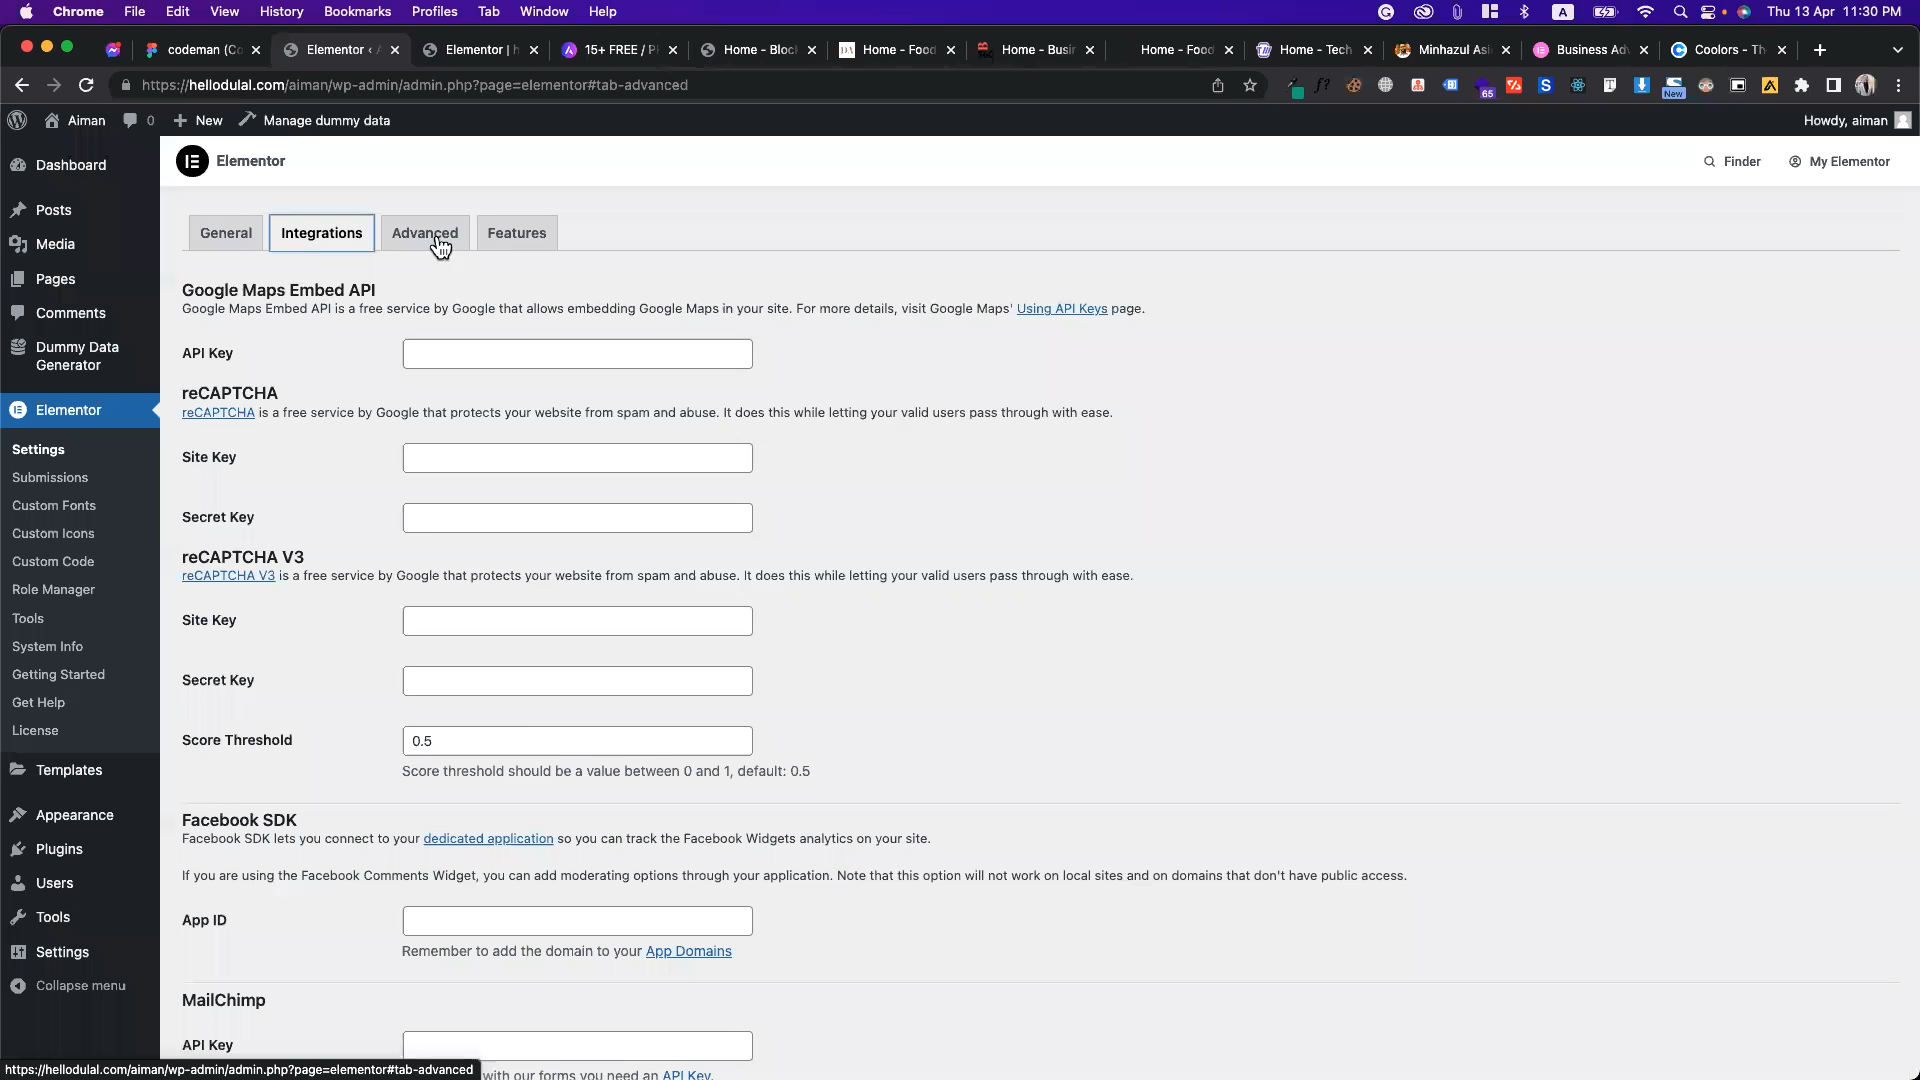 Chrome File Edit View History Bookmarks Profiles Tab Window Help
A
Thu 13 Apr 11:30 PM
codeman (Co
Elementor ‹ A
Elementor | h
15+ FREE / P
Home - Bloc
Home - Food
Home - Busin
Home - Food
Home - Tech
Minhazul Asi
Business Adv
Coolors - Th
https://hellodulal.com/aiman/wp-admin/admin.php?page=elementor#tab-advanced
f?
65
S
T
New
Aiman 0 New Manage dummy data
Howdy, aiman
Dashboard
Posts
Media
Pages
Comments
Dummy Data
Generator
Elementor
Settings
Submissions
Custom Fonts
Custom Icons
Custom Code
Role Manager
Tools
System Info
Getting Started
Get Help
License
Templates
Appearance
Plugins
Users
Tools
Settings
Collapse menu
Elementor
Finder My Elementor
General Integrations Advanced Features
Google Maps Embed API
Google Maps Embed API is a free service by Google that allows embedding Google Maps in your site. For more details, visit Google Maps' Using API Keys page.
API Key
reCAPTCHA
reCAPTCHA is a free service by Google that protects your website from spam and abuse. It does this while letting your valid users pass through with ease.
Site Key
Secret Key
reCAPTCHA V3
reCAPTCHA V3 is a free service by Google that protects your website from spam and abuse. It does this while letting your valid users pass through with ease.
Site Key
Secret Key
Score Threshold 0.5
Score threshold should be a value between 0 and 1, default: 0.5
Facebook SDK
Facebook SDK lets you connect to your dedicated application so you can track the Facebook Widgets analytics on your site.
If you are using the Facebook Comments Widget, you can add moderating options through your application. Note that this option will not work on local sites and on domains that don't have public access.
App ID
Remember to add the domain to your App Domains
MailChimp
API Key
with our forms you need an API Key.
https://hellodulal.com/aiman/wp-admin/admin.php?page=elementor#tab-advanced